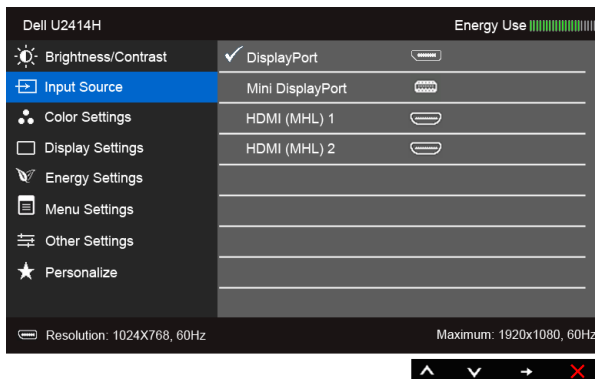 Dell U2414H Energy Use
Brightness/Contrast DisplayPort
Input Source Mini DisplayPort
Color Settings HDMI (MHL) 1
Display Settings HDMI (MHL) 2
Energy Settings
Menu Settings
Other Settings
Personalize
Resolution: 1024X768, 60Hz Maximum: 1920x1080, 60Hz